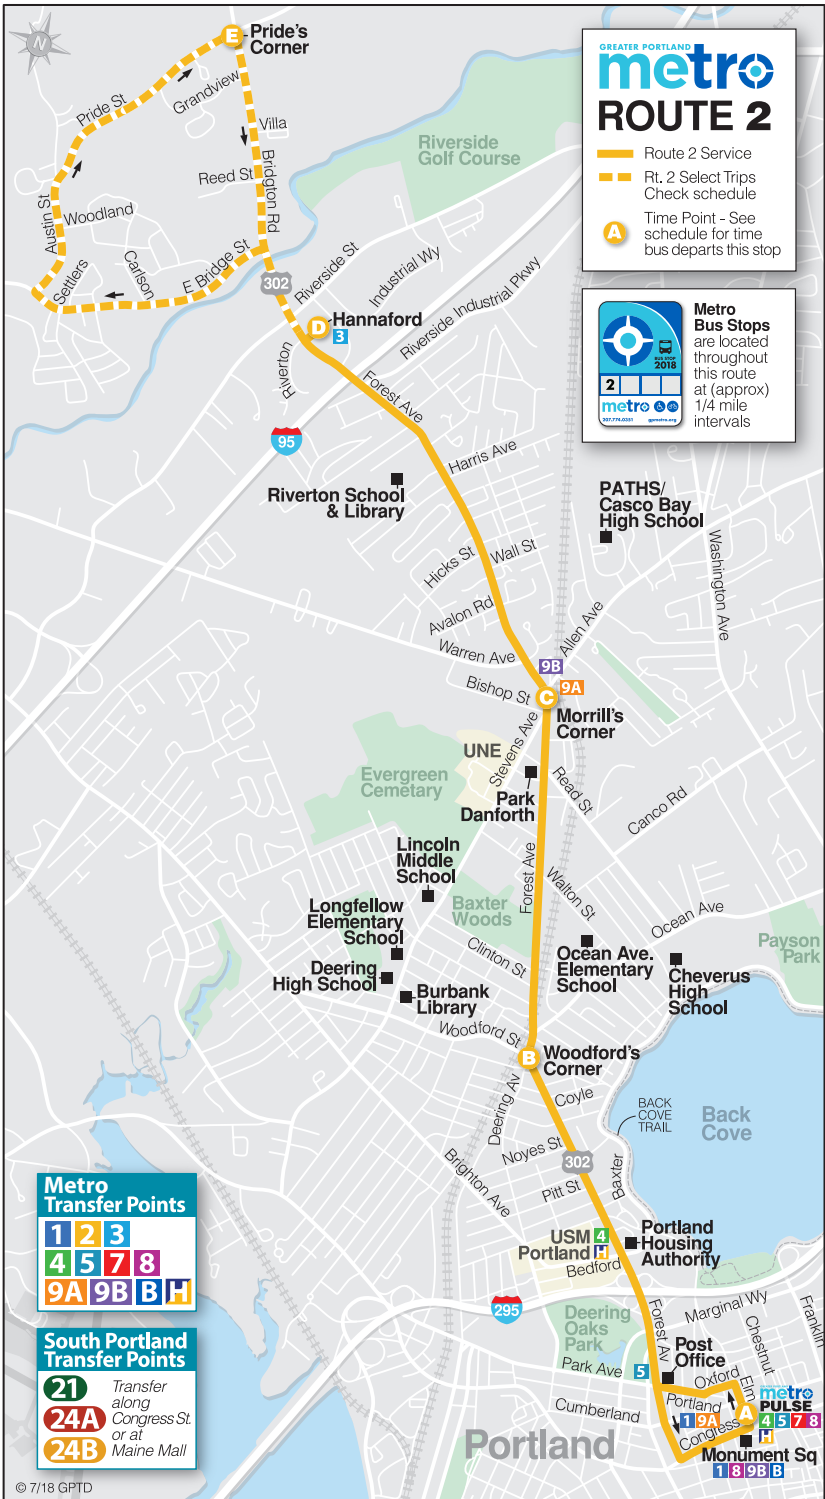 N
E
Pride's
Corner
Pride St
Grandview
Villa
Reed St
Bridgton Rd
Austin St
Woodland
Settlers
Carlson
E Bridge St
302
Riverside
Golf Course
Riverside St
Industrial Wy
Riverside Industrial Pkwy
D
Hannaford
3
Riverton
Forest Ave
95
GREATER PORTLAND
metro
ROUTE 2
Route 2 Service
Rt. 2 Select Trips
Check schedule
A
Time Point - See
schedule for time
bus departs this stop
BUS STOP
2018
2
metro
207.774.0351
gpmetro.org
Metro
Bus Stops
are located
throughout
this route
at (approx)
1/4 mile
intervals
Harris Ave
Riverton School
& Library
PATHS/
Casco Bay
High School
Washington Ave
Hicks St
Wall St
Avalon Rd
Allen Ave
Warren Ave
9B
Bishop St
9A
C
Morrill's
Corner
Stevens Ave
UNE
Evergreen
Cemetary
Park
Danforth
Read St
Canco Rd
Lincoln
Middle
School
Forest Ave
Walton St
Longfellow
Elementary
School
Baxter
Woods
Ocean Ave
Clinton St
Payson
Park
Deering
High School
Ocean Ave.
Elementary
School
Cheverus
High
School
Burbank
Library
Woodford St
B
Woodford's
Corner
Deering Av
Coyle
BACK
COVE
TRAIL
Back
Cove
Noyes St
302
Brighton Ave
Pitt St
Baxter
USM
Portland
4
H
Bedford
Portland
Housing
Authority
295
Marginal Wy
Franklin
Deering
Oaks
Park
Forest Av
Chestnut
Post
Office
Park Ave
5
Oxford
Elm
Cumberland
Portland
1 9A
Congress
A
metro
PULSE
4 5 7 8
H
Monument Sq
1 8 9B B
Portland
Metro
Transfer Points
1 2 3
4 5 7 8
9A 9B B H
South Portland
Transfer Points
21
24A
24B
Transfer
along
Congress St.
or at
Maine Mall
© 7/18 GPTD